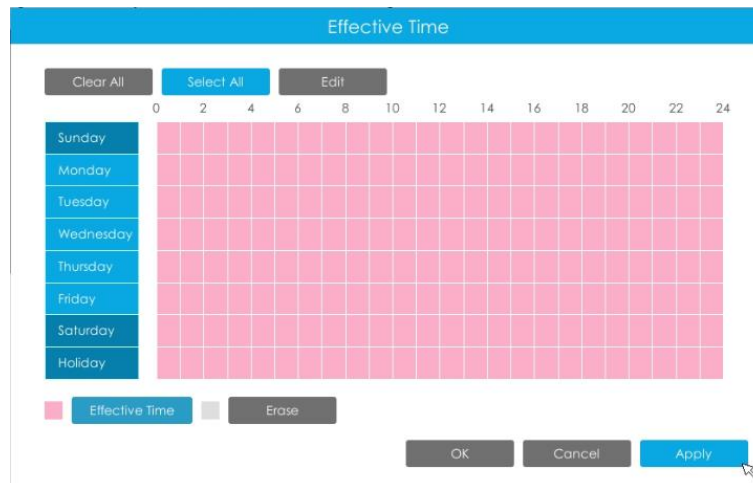 Effective Time
Clear All Select All Edit
0 2 4 6 8 10 12 14 16 18 20 22 24
Sunday
Monday
Tuesday
Wednesday
Thursday
Friday
Saturday
Holiday
Effective Time Erase
OK Cancel Apply